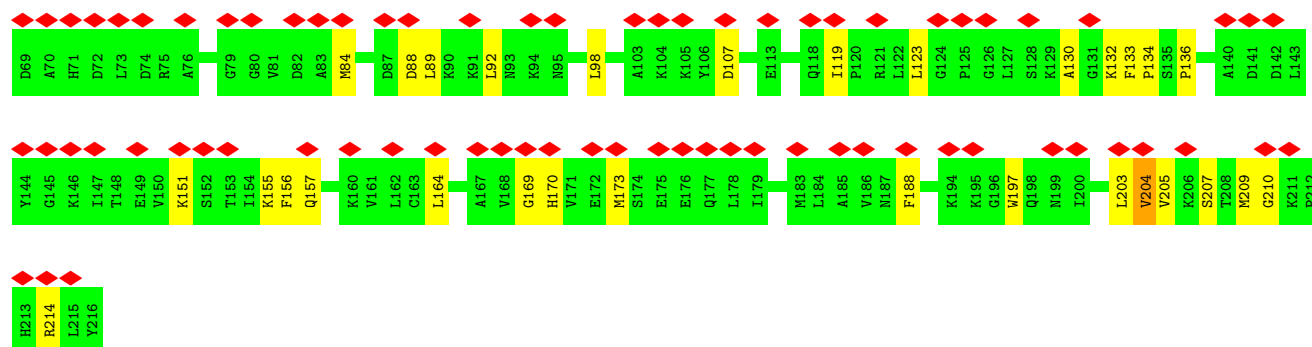 D69 A70 H71 D72 L73 D74 R75 A76 G79 G80 V81 D82 A83 M84 D87 D88 L89 K90 K91 L92 N93 K94 N95 L98 A103 K104 K105 Y106 D107 E113 Q118 I119 P120 R121 L122 L123 G124 P125 G126 L127 S128 K129 A130 G131 K132 F133 P134 S135 P136 A140 D141 D142 L143
Y144 G145 K146 I147 T148 E149 V150 K151 S152 T153 I154 K155 F156 Q157 K160 V161 L162 C163 L164 A167 V168 G169 H170 V171 E172 M173 S174 E175 E176 Q177 L178 I179 M183 L184 A185 V186 N187 F188 K194 K195 G196 W197 Q198 N199 I200 L203 V204 V205 K206 S207 T208 M209 G210 K211 P212
H213 R214 L215 Y216